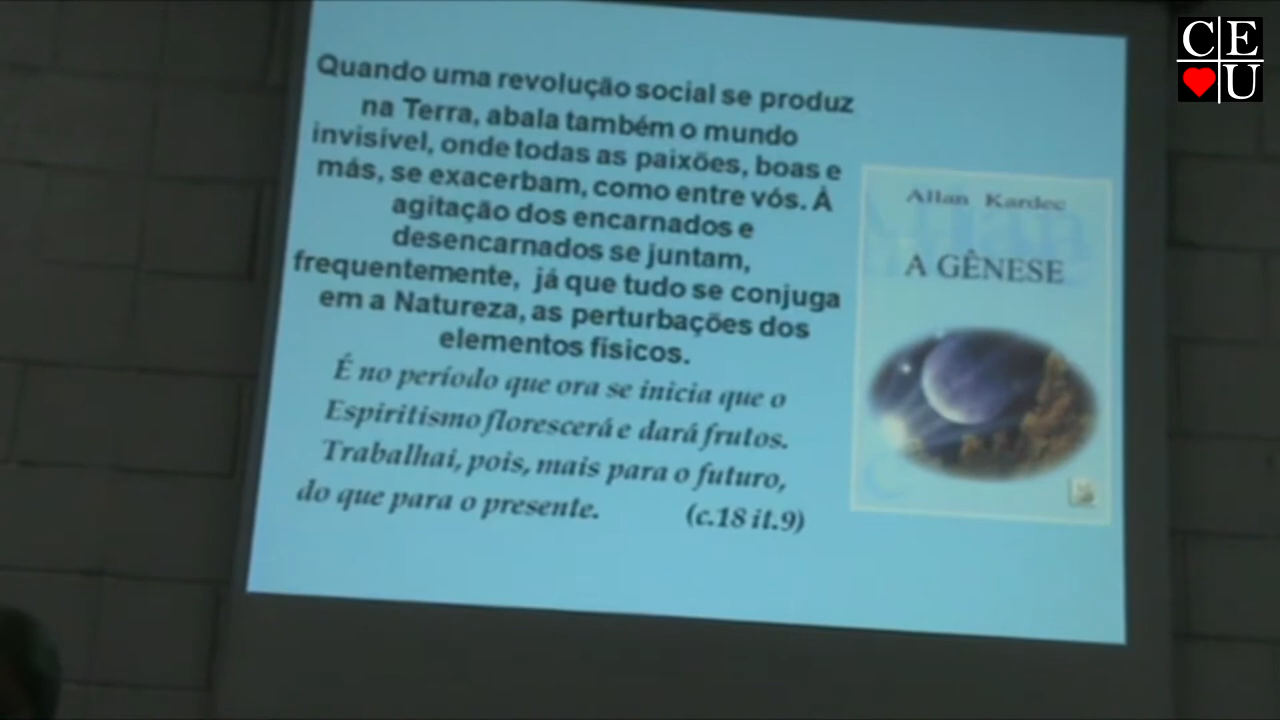 Quando uma revolução social se produz
na Terra, abala também o mundo
invisível, onde todas as paixões, boas e
más, se exacerbam, como entre vós. À
agitação dos encarnados e
desencarnados se juntam,
frequentemente, já que tudo se conjuga
em a Natureza, as perturbações dos
elementos físicos.
É no período que ora se inicia que o
Espiritismo florescerá e dará frutos.
Trabalhai, pois, mais para o futuro,
do que para o presente. (c.18 it.9)
Allan Kardec
A GÊNESE
CE
U